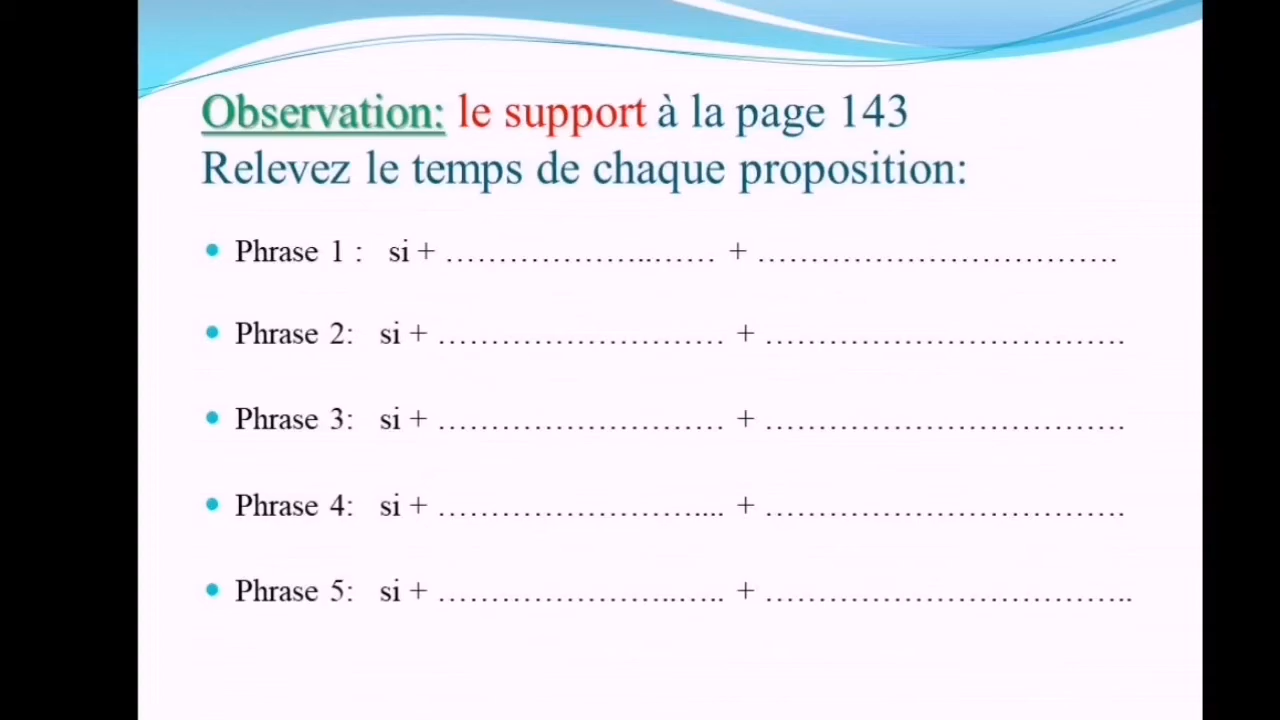 Observation: le support à la page 143
Relevez le temps de chaque proposition:
• Phrase 1 : si + ………………..…… + …………………………….
• Phrase 2: si + ……………………… + …………………………….
• Phrase 3: si + ……………………… + …………………………….
• Phrase 4: si + …………………….... + …………………………….
• Phrase 5: si + …………………..….. + ……………………………..